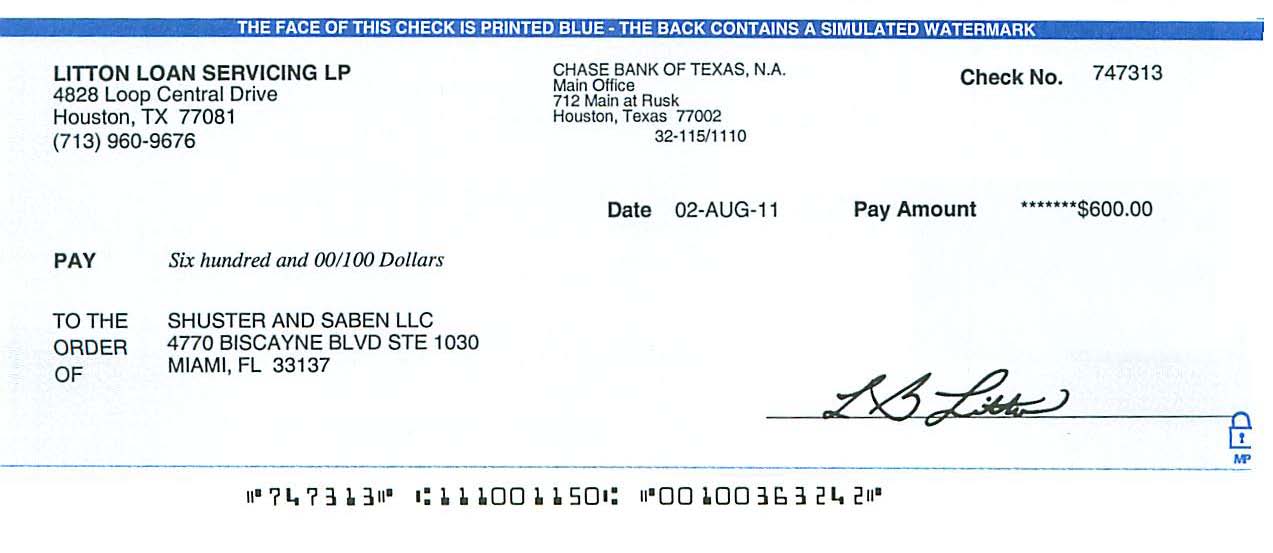 THE FACE OF THIS CHECK IS PRINTED BLUE - THE BACK CONTAINS A SIMULATED WATERMARK
LITTON LOAN SERVICING LP
4828 Loop Central Drive
Houston, TX 77081
(713) 960-9676
CHASE BANK OF TEXAS, N.A.
Main Office
712 Main at Rusk
Houston, Texas 77002
32-115/1110
Check No. 747313
Date 02-AUG-11 Pay Amount *******$600.00
PAY Six hundred and 00/100 Dollars
TO THE ORDER OF
SHUSTER AND SABEN LLC
4770 BISCAYNE BLVD STE 1030
MIAMI, FL 33137
L B Litton
MP
⑈747313⑈ ⑆111001150⑆ ⑈00100363242⑈